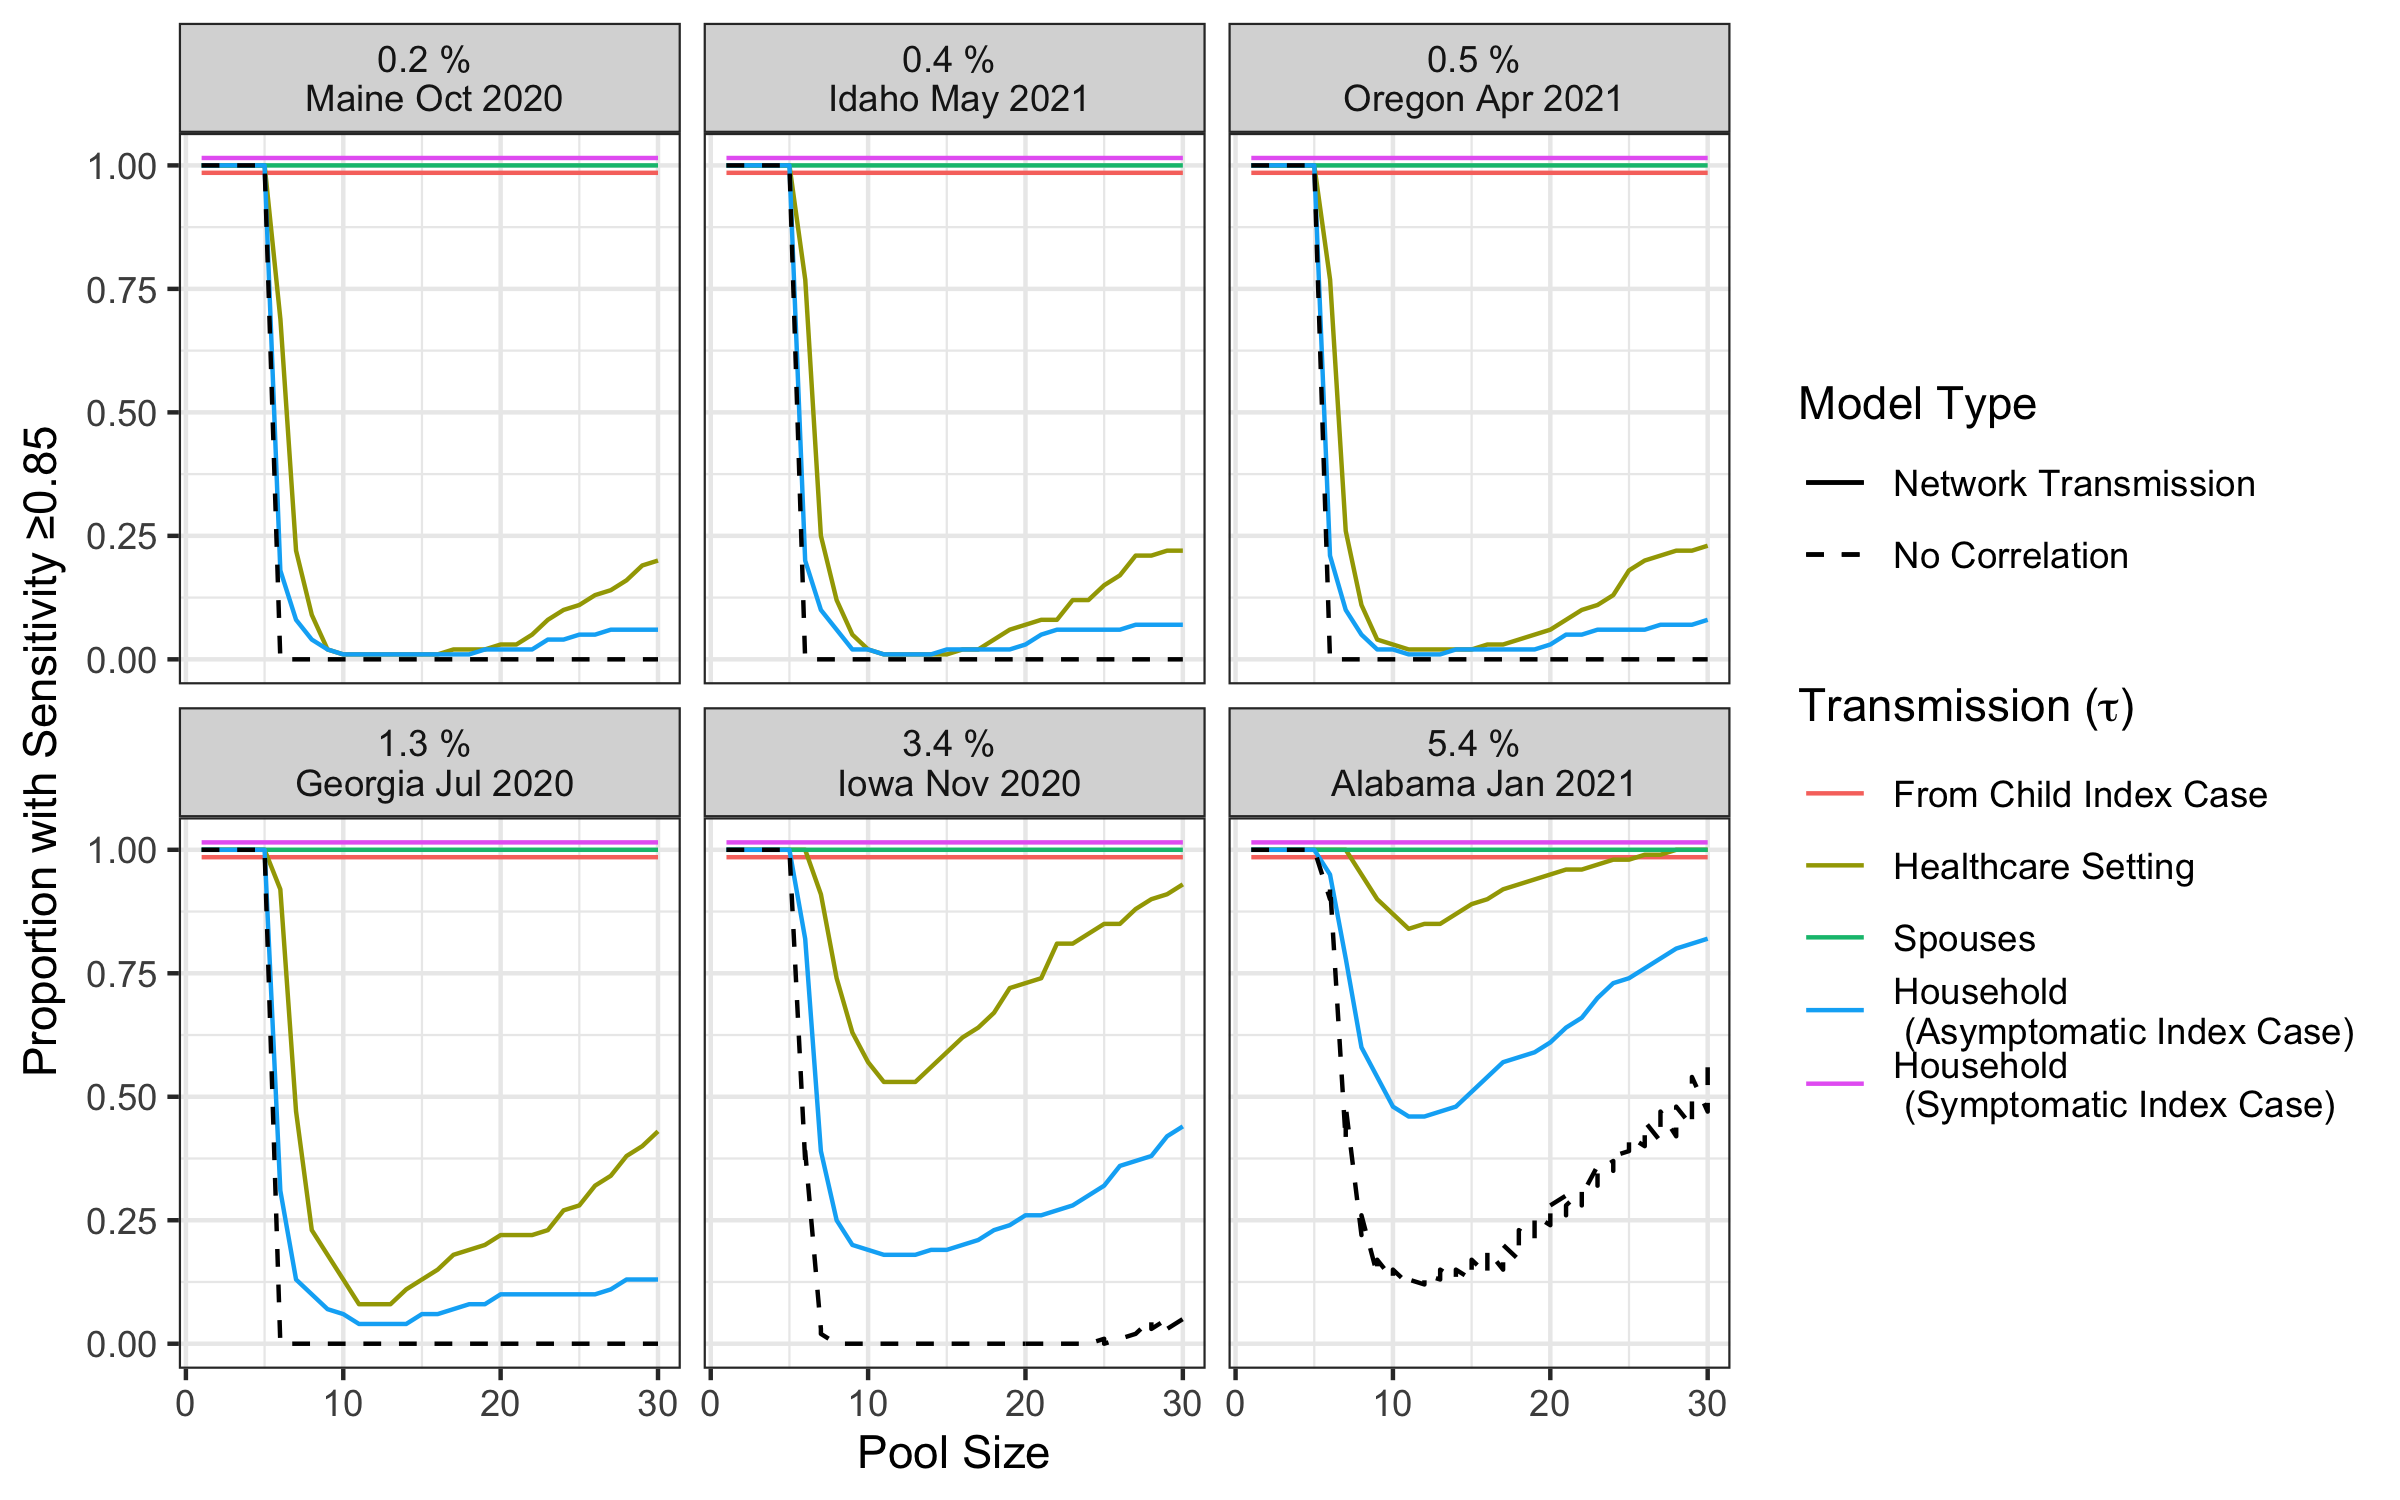 0.2 %
Maine Oct 2020
0.4 %
Idaho May 2021
0.5 %
Oregon Apr 2021
1.00
0.75
0.50
0.25
0.00
1.3 %
Georgia Jul 2020
3.4 %
Iowa Nov 2020
5.4 %
Alabama Jan 2021
1.00
0.75
0.50
0.25
0.00
0
10
20
30
0
10
20
30
0
10
20
30
Pool Size
Proportion with Sensitivity ≥0.85
Model Type
Network Transmission
No Correlation
Transmission (τ)
From Child Index Case
Healthcare Setting
Spouses
Household
(Asymptomatic Index Case)
Household
(Symptomatic Index Case)